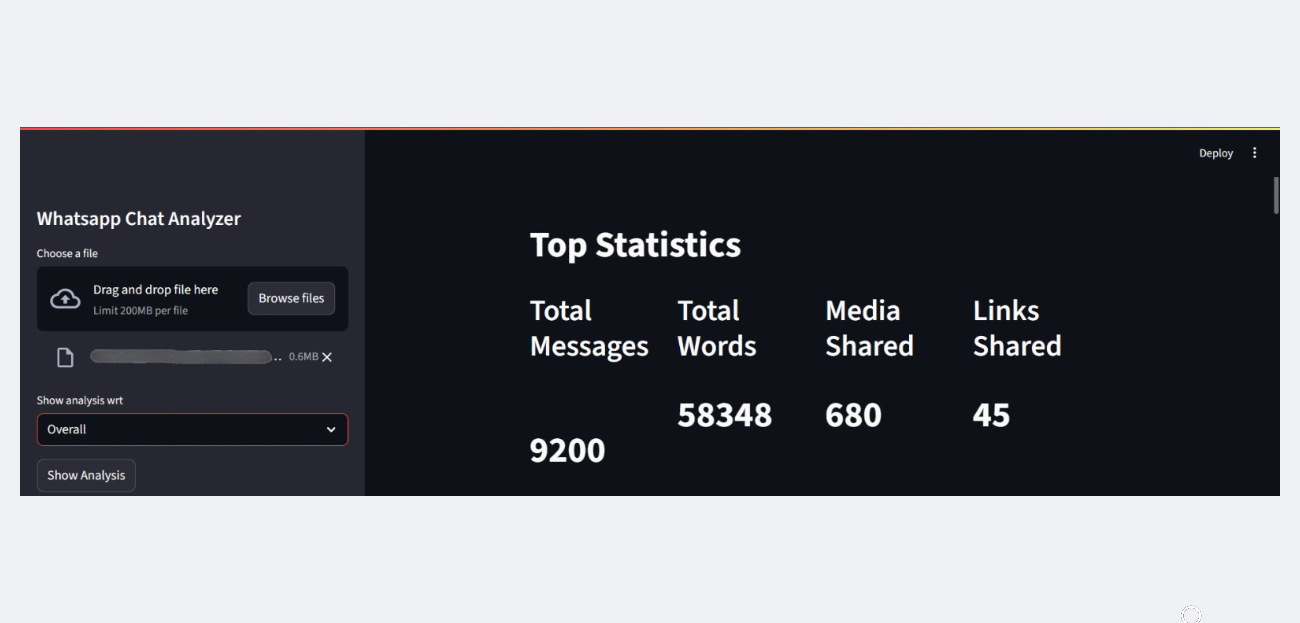 Deploy
Whatsapp Chat Analyzer
Choose a file
Drag and drop file here
Limit 200MB per file
Browse files
.. 0.6MB
Show analysis wrt
Overall
Show Analysis
Top Statistics
Total Messages
9200
Total Words
58348
Media Shared
680
Links Shared
45